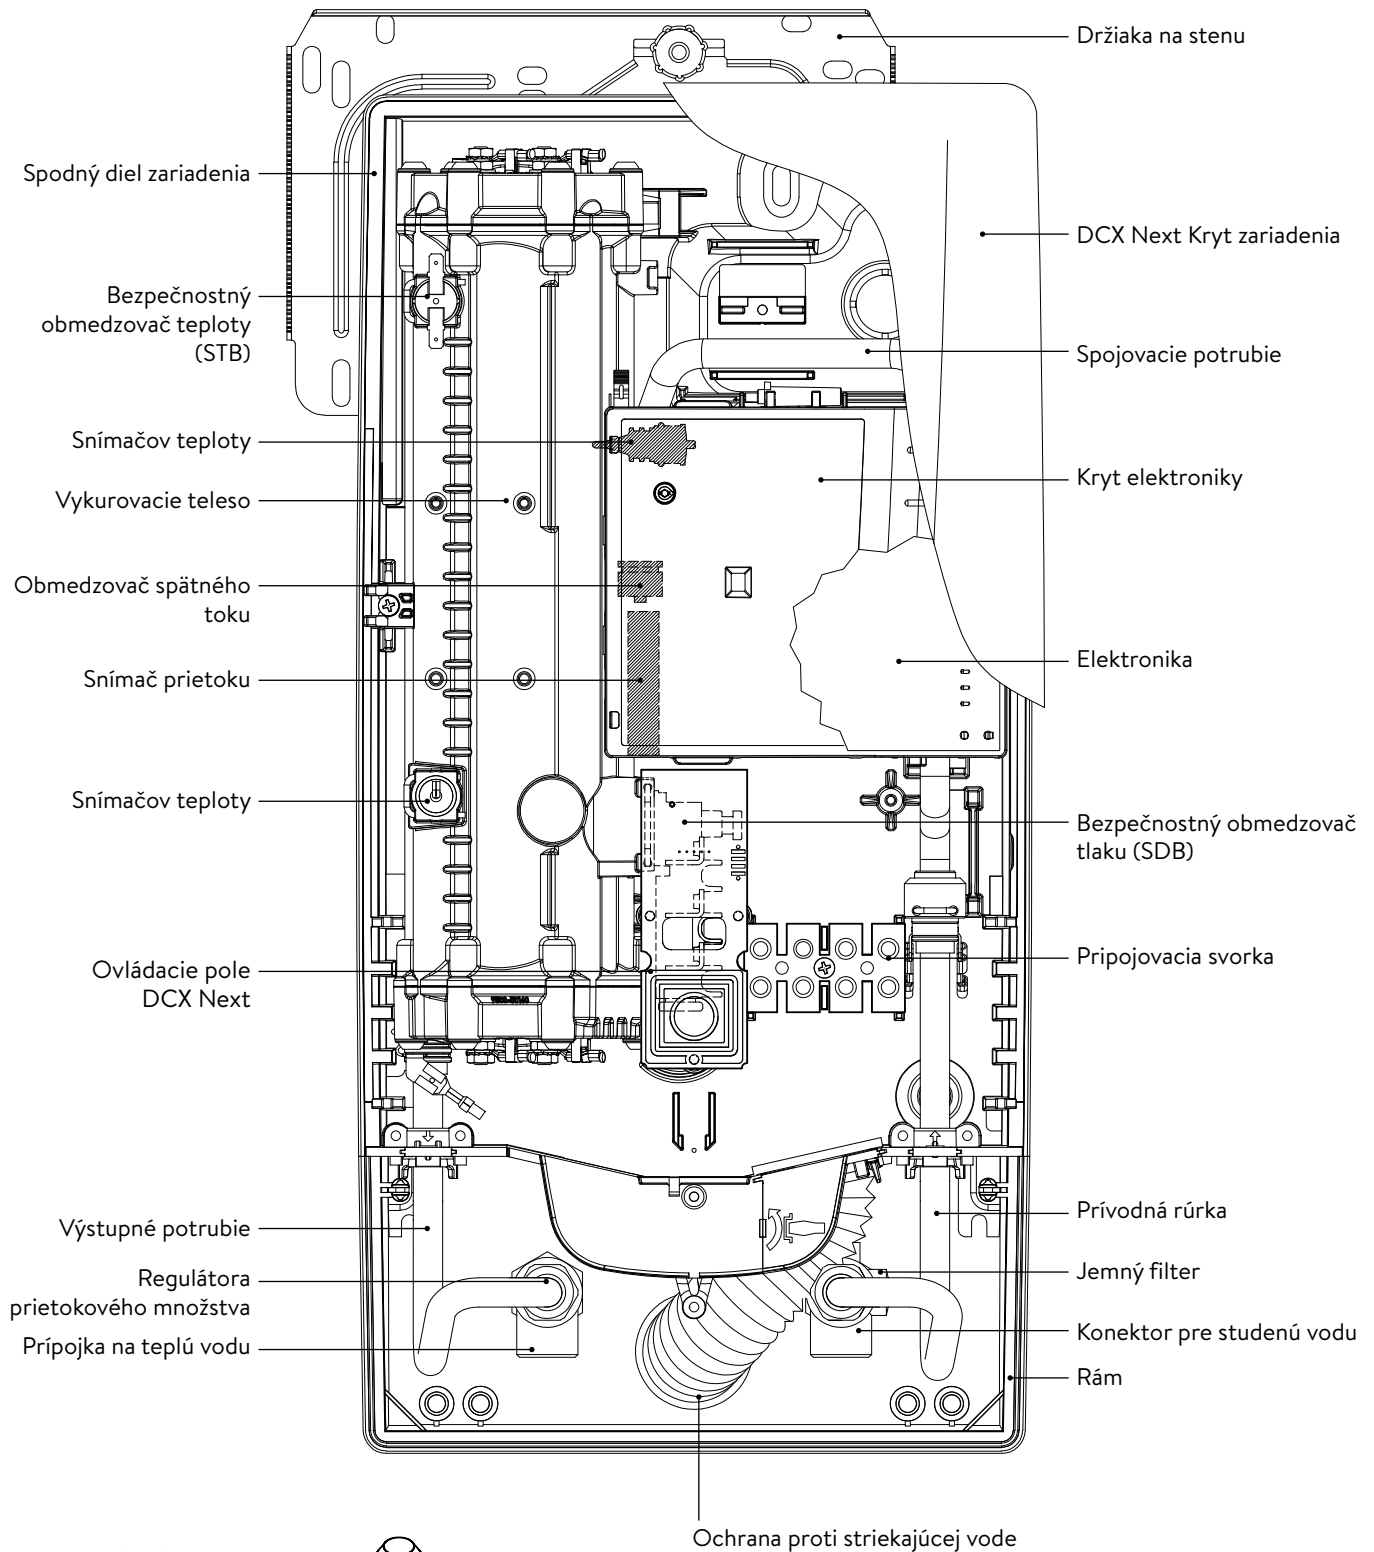 Držiaka na stenu
Spodný diel zariadenia
DCX Next Kryt zariadenia
Bezpečnostný
obmedzovač teploty
(STB)
Spojovacie potrubie
Snímačov teploty
Kryt elektroniky
Vykurovacie teleso
Obmedzovač spätného
toku
Elektronika
Snímač prietoku
Snímačov teploty
Bezpečnostný obmedzovač
tlaku (SDB)
Ovládacie pole
DCX Next
Pripojovacia svorka
Výstupné potrubie
Prívodná rúrka
Regulátora
prietokového množstva
Jemný filter
Prípojka na teplú vodu
Konektor pre studenú vodu
Rám
Ochrana proti striekajúcej vode